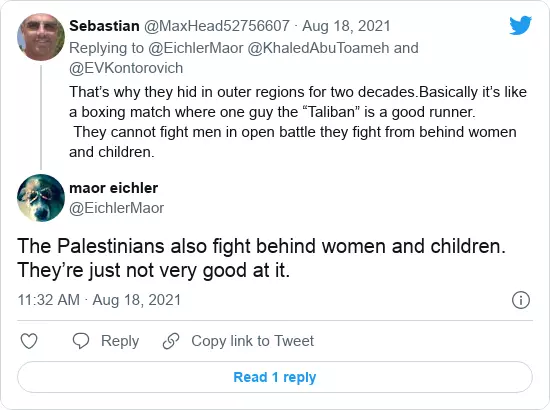 Sebastian @MaxHead52756607 · Aug 18, 2021
Replying to @EichlerMaor @KhaledAbuToameh and
@EVKontorovich
That’s why they hid in outer regions for two decades.Basically it’s like
a boxing match where one guy the “Taliban” is a good runner.
They cannot fight men in open battle they fight from behind women
and children.
maor eichler
@EichlerMaor
The Palestinians also fight behind women and children.
They’re just not very good at it.
11:32 AM · Aug 18, 2021
Reply
Copy link to Tweet
Read 1 reply